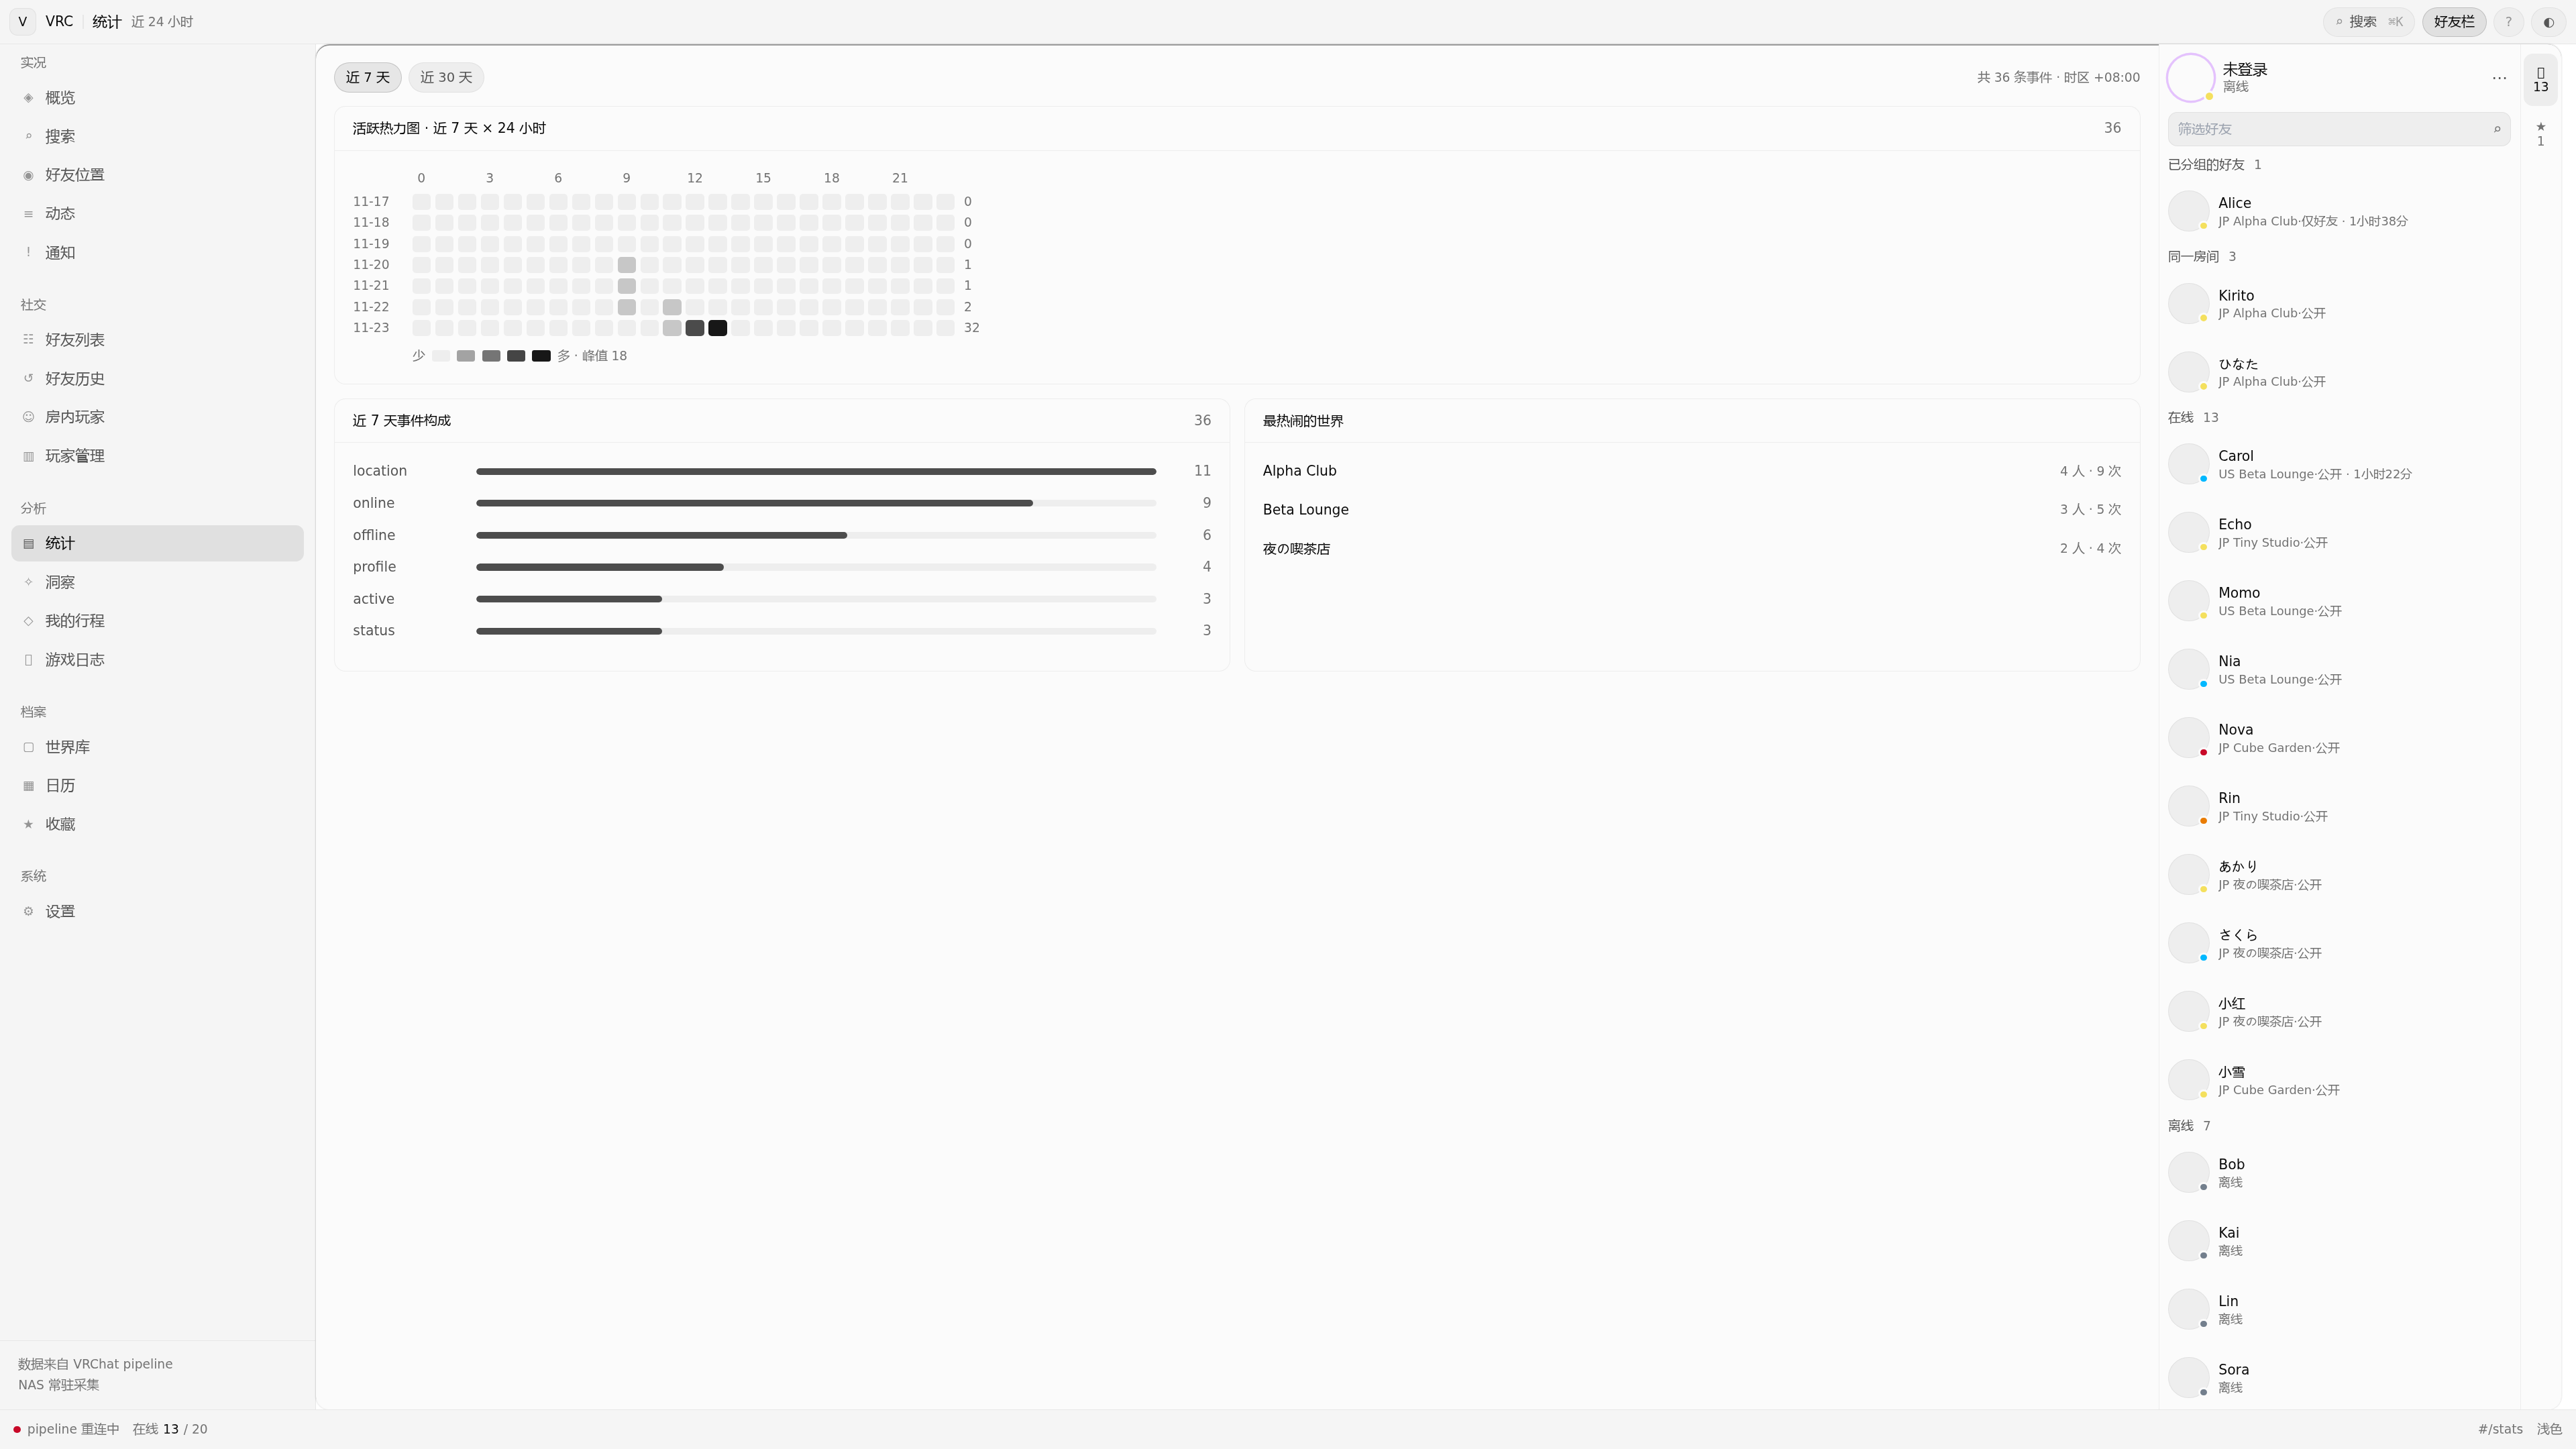 V VRC 统计 近 24 小时
搜索 ⌘K 好友栏 ?
实况
概览
搜索
好友位置
动态
! 通知
社交
好友列表
好友历史
房内玩家
玩家管理
分析
统计
洞察
我的行程
游戏日志
档案
世界库
日历
收藏
系统
设置
数据来自 VRChat pipeline
NAS 常驻采集
近 7 天 近 30 天 共 36 条事件 · 时区 +08:00
活跃热力图 · 近 7 天 × 24 小时 36
0 3 6 9 12 15 18 21
11-17 0
11-18 0
11-19 0
11-20 1
11-21 1
11-22 2
11-23 32
少 多 · 峰值 18
近 7 天事件构成 36
location 11
online 9
offline 6
profile 4
active 3
status 3
最热闹的世界
Alpha Club 4 人 · 9 次
Beta Lounge 3 人 · 5 次
夜の喫茶店 2 人 · 4 次
未登录 ...
离线
筛选好友
13
★
1
已分组的好友 1
Alice
JP Alpha Club·仅好友 · 1小时38分
同一房间 3
Kirito
JP Alpha Club·公开
ひなた
JP Alpha Club·公开
在线 13
Carol
US Beta Lounge·公开 · 1小时22分
Echo
JP Tiny Studio·公开
Momo
US Beta Lounge·公开
Nia
US Beta Lounge·公开
Nova
JP Cube Garden·公开
Rin
JP Tiny Studio·公开
あかり
JP 夜の喫茶店·公开
さくら
JP 夜の喫茶店·公开
小红
JP 夜の喫茶店·公开
小雪
JP Cube Garden·公开
离线 7
Bob
离线
Kai
离线
Lin
离线
Sora
离线
pipeline 重连中 在线 13 / 20
#/stats 浅色